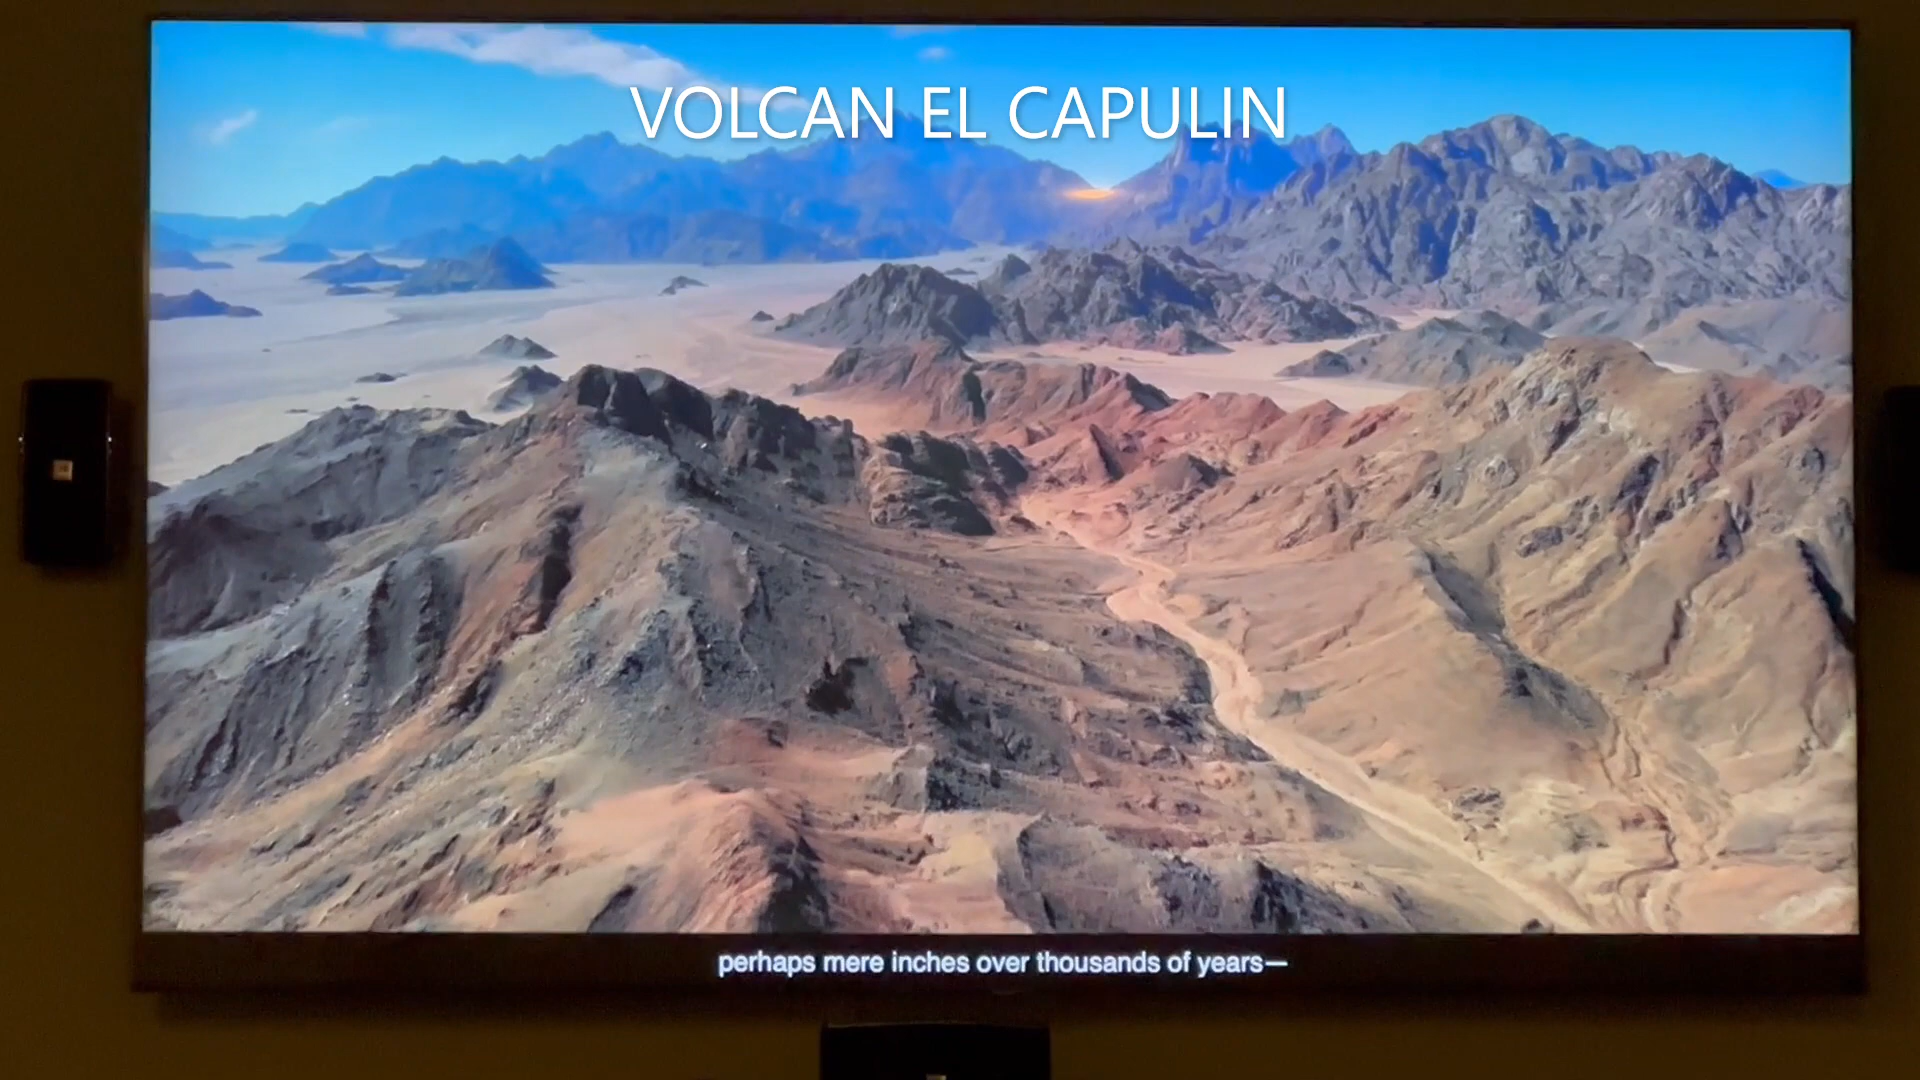 VOLCAN EL CAPULIN
perhaps mere inches over thousands of years—